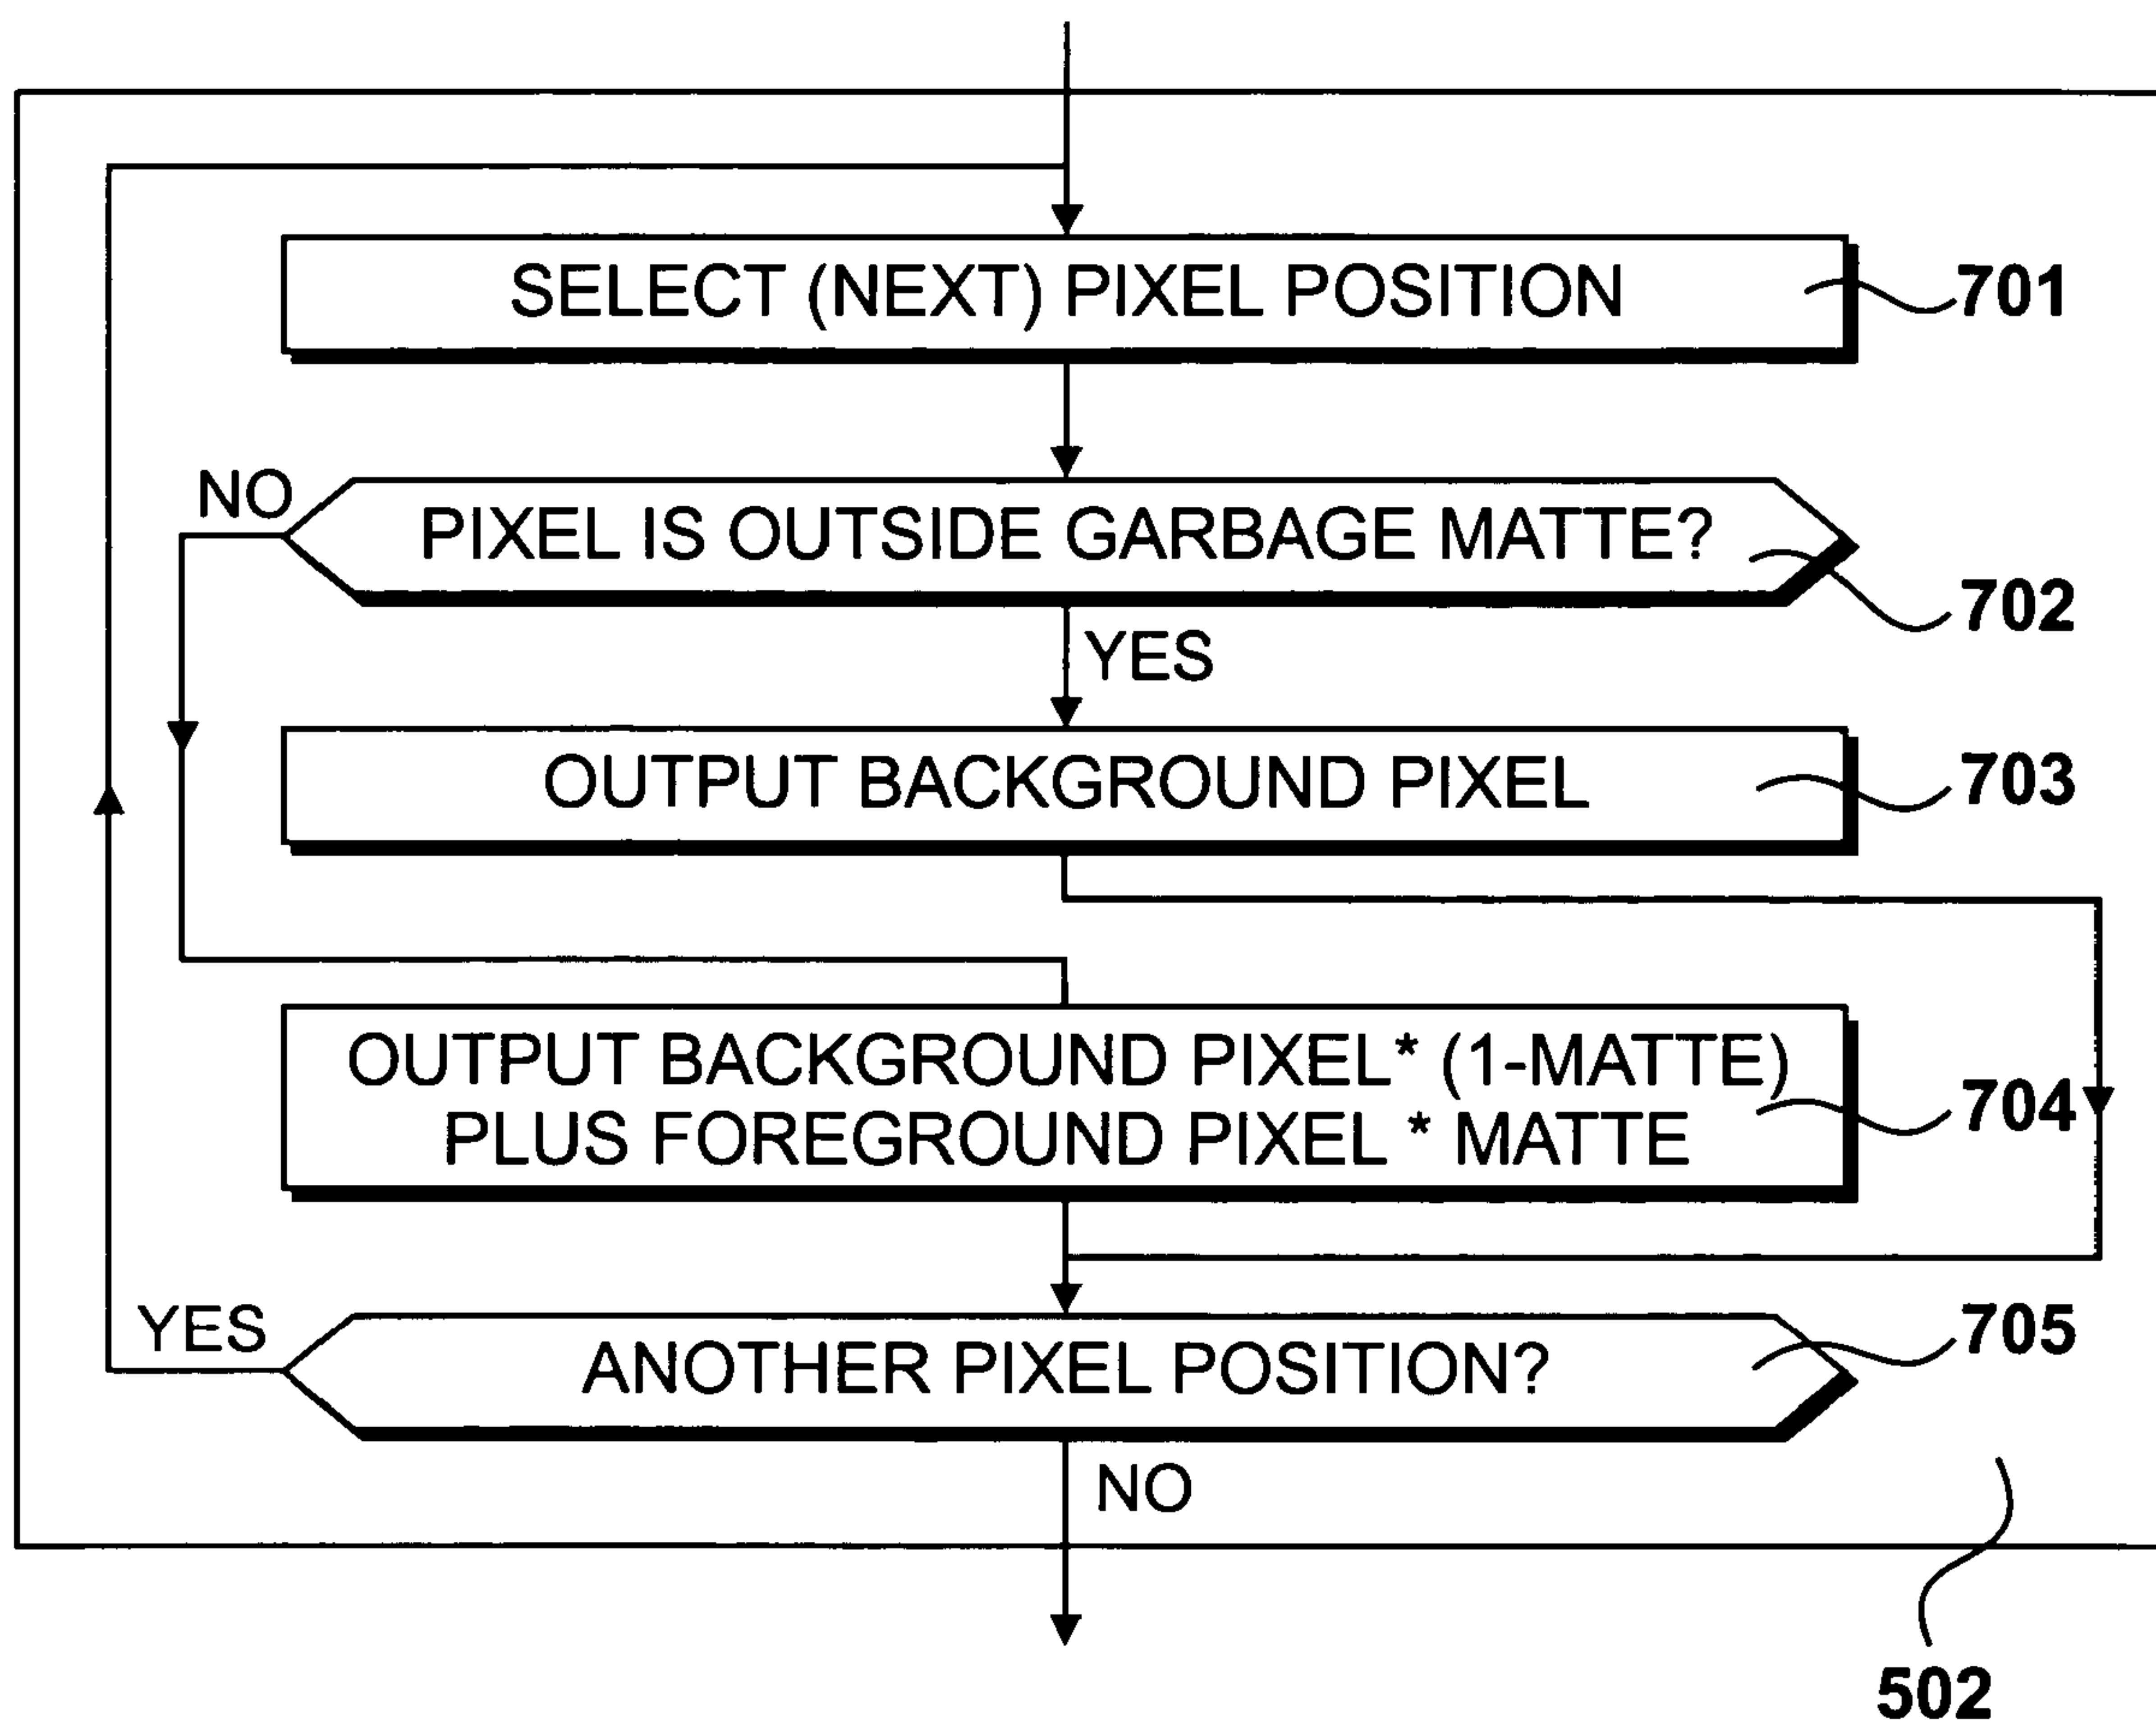 SELECT (NEXT) PIXEL POSITION
701
NO
PIXEL IS OUTSIDE GARBAGE MATTE?
702
YES
OUTPUT BACKGROUND PIXEL
703
OUTPUT BACKGROUND PIXEL* (1-MATTE)
PLUS FOREGROUND PIXEL * MATTE
704
YES
ANOTHER PIXEL POSITION?
705
NO
502